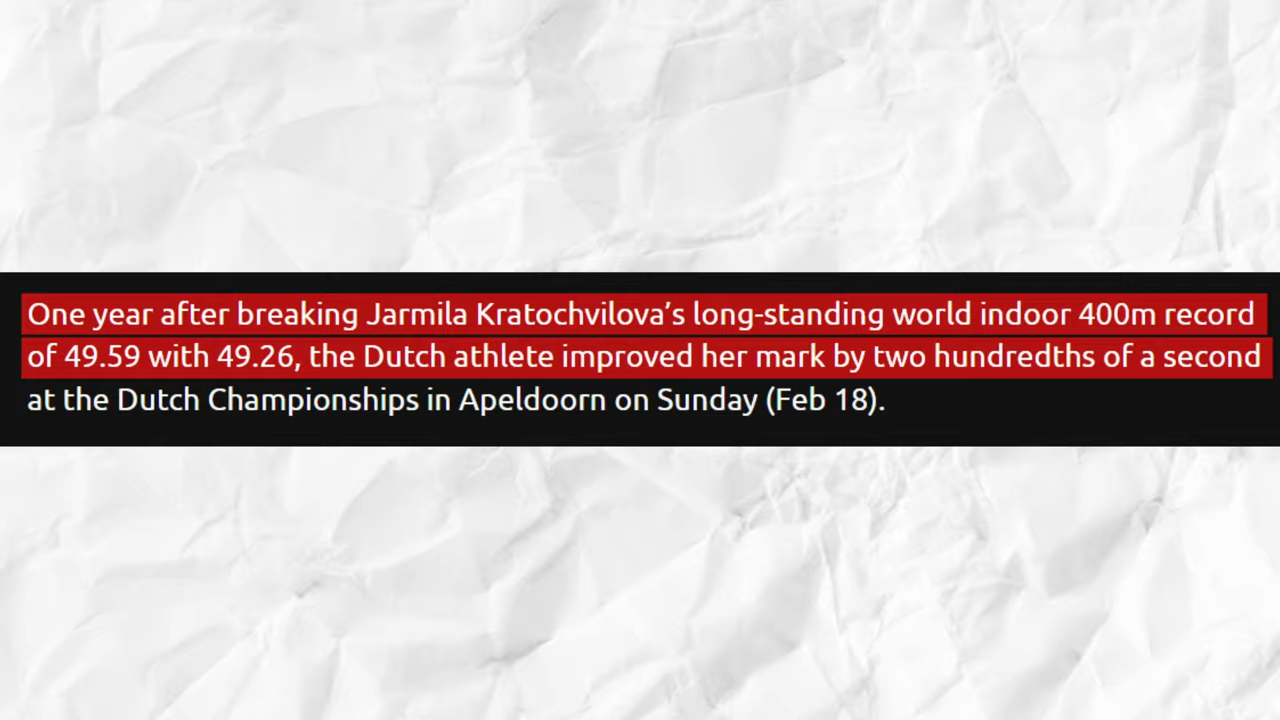 One year after breaking Jarmila Kratochvilova’s long-standing world indoor 400m record
of 49.59 with 49.26, the Dutch athlete improved her mark by two hundredths of a second
at the Dutch Championships in Apeldoorn on Sunday (Feb 18).